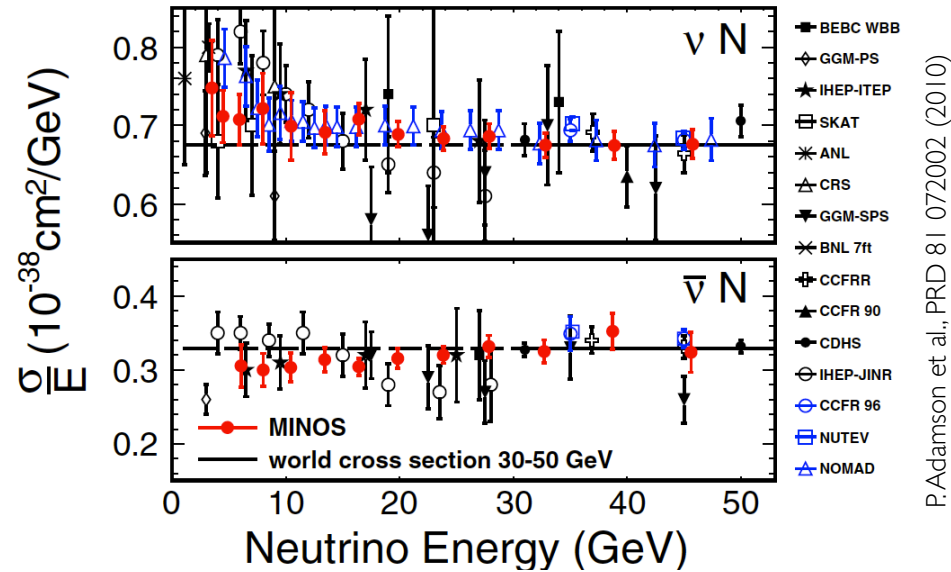 σ/E (10⁻³⁸cm²/GeV)
0.8
0.7
0.6
ν N
0.4
0.3
0.2
ν̅ N
MINOS
world cross section 30-50 GeV
0 10 20 30 40 50
Neutrino Energy (GeV)
BEBC WBB
GGM-PS
IHEP-ITEP
SKAT
ANL
CRS
GGM-SPS
BNL 7ft
CCFRR
CCFR 90
CDHS
IHEP-JINR
CCFR 96
NUTEV
NOMAD
P. Adamson et al., PRD 81 072002 (2010)